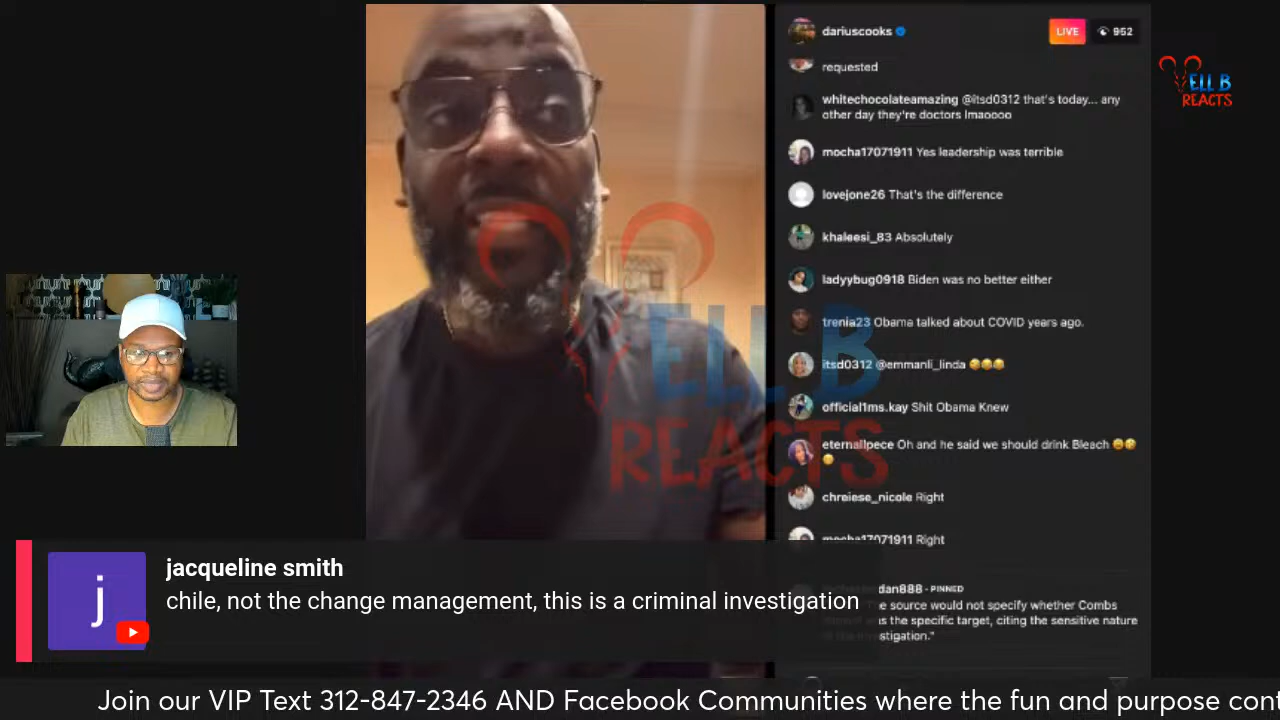 dariuscooks
LIVE
952
requested
whitechocolateamazing @itsd0312 that's today... any
other day they're doctors lmaoooo
mocha17071911 Yes leadership was terrible
lovejone26 That's the difference
khaleesi_83 Absolutely
ladyybug0918 Biden was no better either
trenia23 Obama talked about COVID years ago.
itsd0312 @emmanli_linda 🤣🤣🤣
official1ms.kay Shit Obama Knew
eternallpece Oh and he said we should drink Bleach
chreiese_nicole Right
mocha17071911 Right
dan888 - PINNED
source would not specify whether Combs
was the specific target, citing the sensitive nature
ELL B
REACTS
ELL B
REACTS
jacqueline smith
chile, not the change management, this is a criminal investigation
j
Join our VIP Text 312-847-2346 AND Facebook Communities where the fun and purpose con